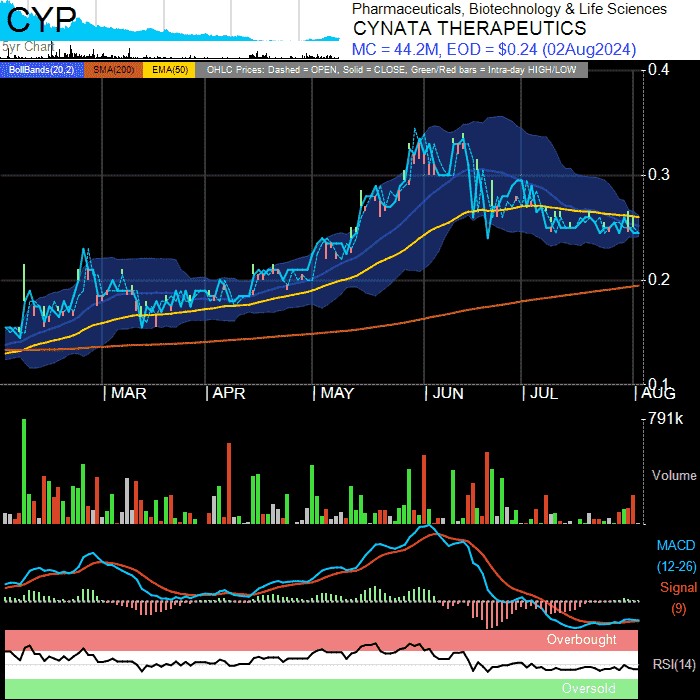 CYP
Pharmaceuticals, Biotechnology & Life Sciences
CYNATA THERAPEUTICS
5yr Chart
MC = 44.2M, EOD = $0.24 (02Aug2024)
BollBands(20,2) SMA(200) EMA(50) OHLC Prices: Dashed = OPEN, Solid = CLOSE, Green/Red bars = Intra-day HIGH/LOW
0.4
0.3
0.2
0.1
MAR APR MAY JUN JUL AUG
791k
Volume
MACD
(12-26)
Signal
(9)
Overbought
RSI(14)
Oversold